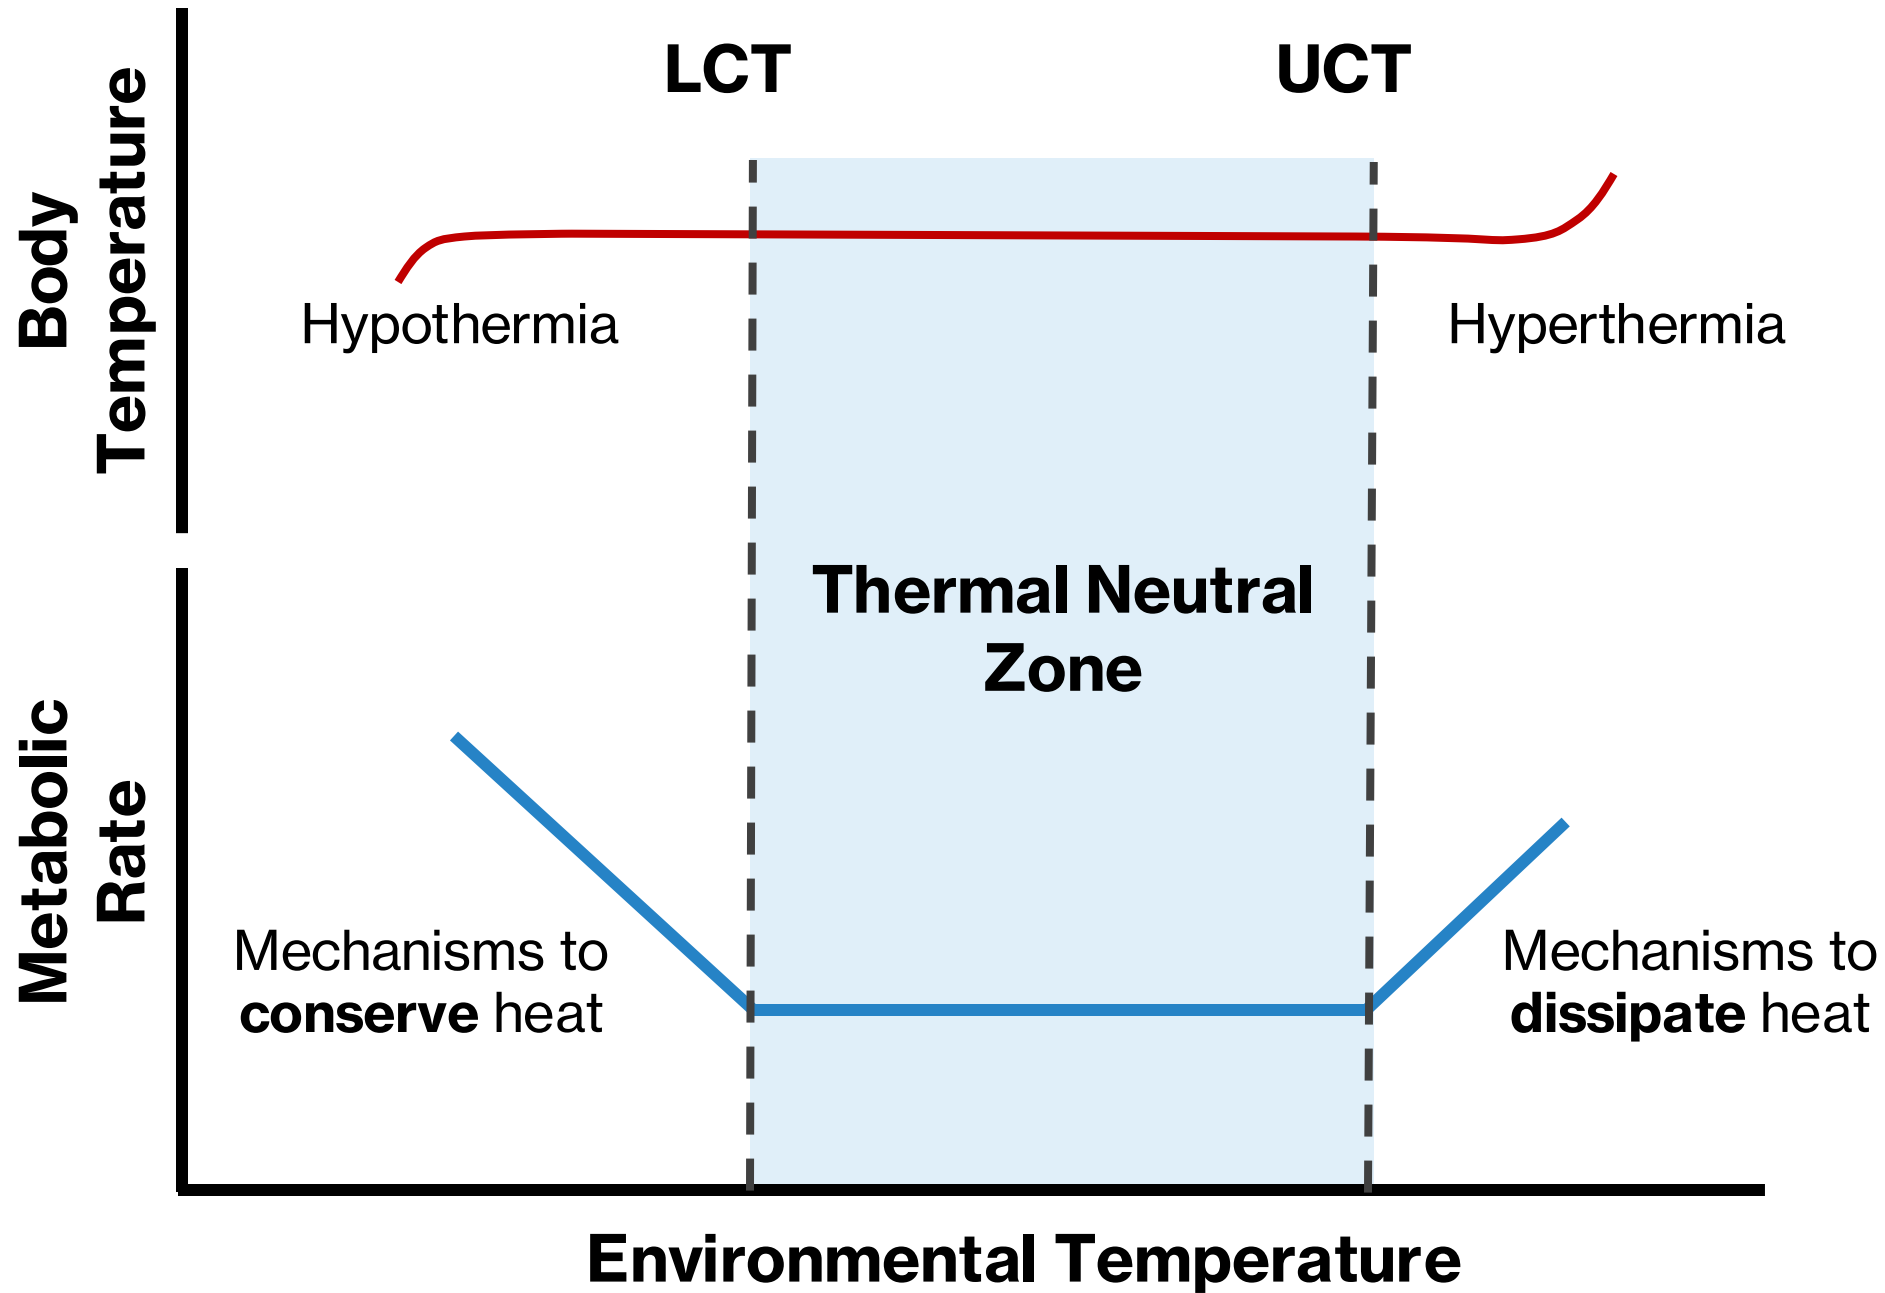 LCT
UCT
Body
Temperature
Hypothermia
Hyperthermia
Thermal Neutral
Zone
Metabolic
Rate
Mechanisms to
conserve heat
Mechanisms to
dissipate heat
Environmental Temperature